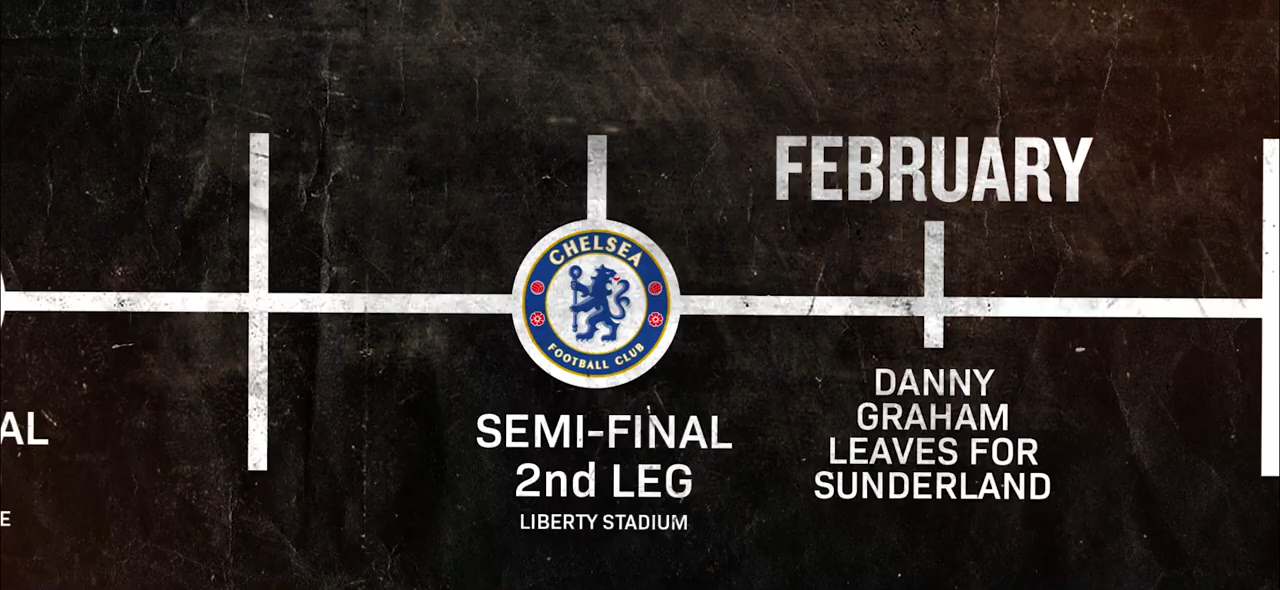 FEBRUARY
CHELSEA
FOOTBALL CLUB
AL
SEMI-FINAL
2nd LEG
LIBERTY STADIUM
E
DANNY
GRAHAM
LEAVES FOR
SUNDERLAND